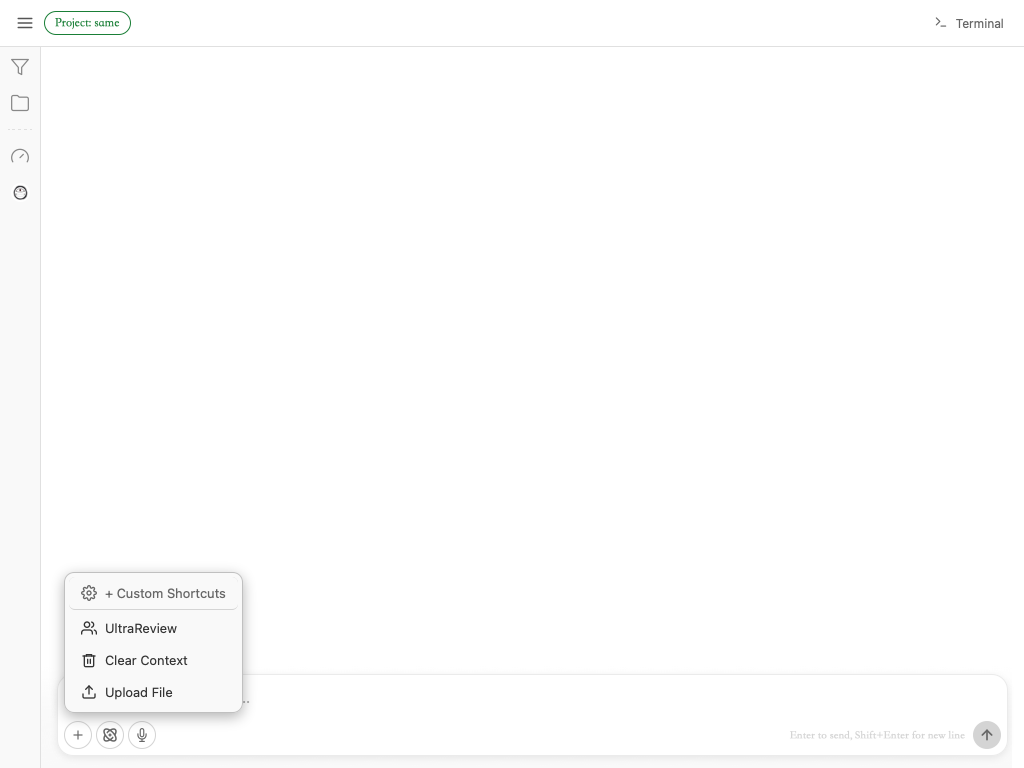 Project: same
Terminal
+ Custom Shortcuts
UltraReview
Clear Context
Upload File
Enter to send, Shift+Enter for new line